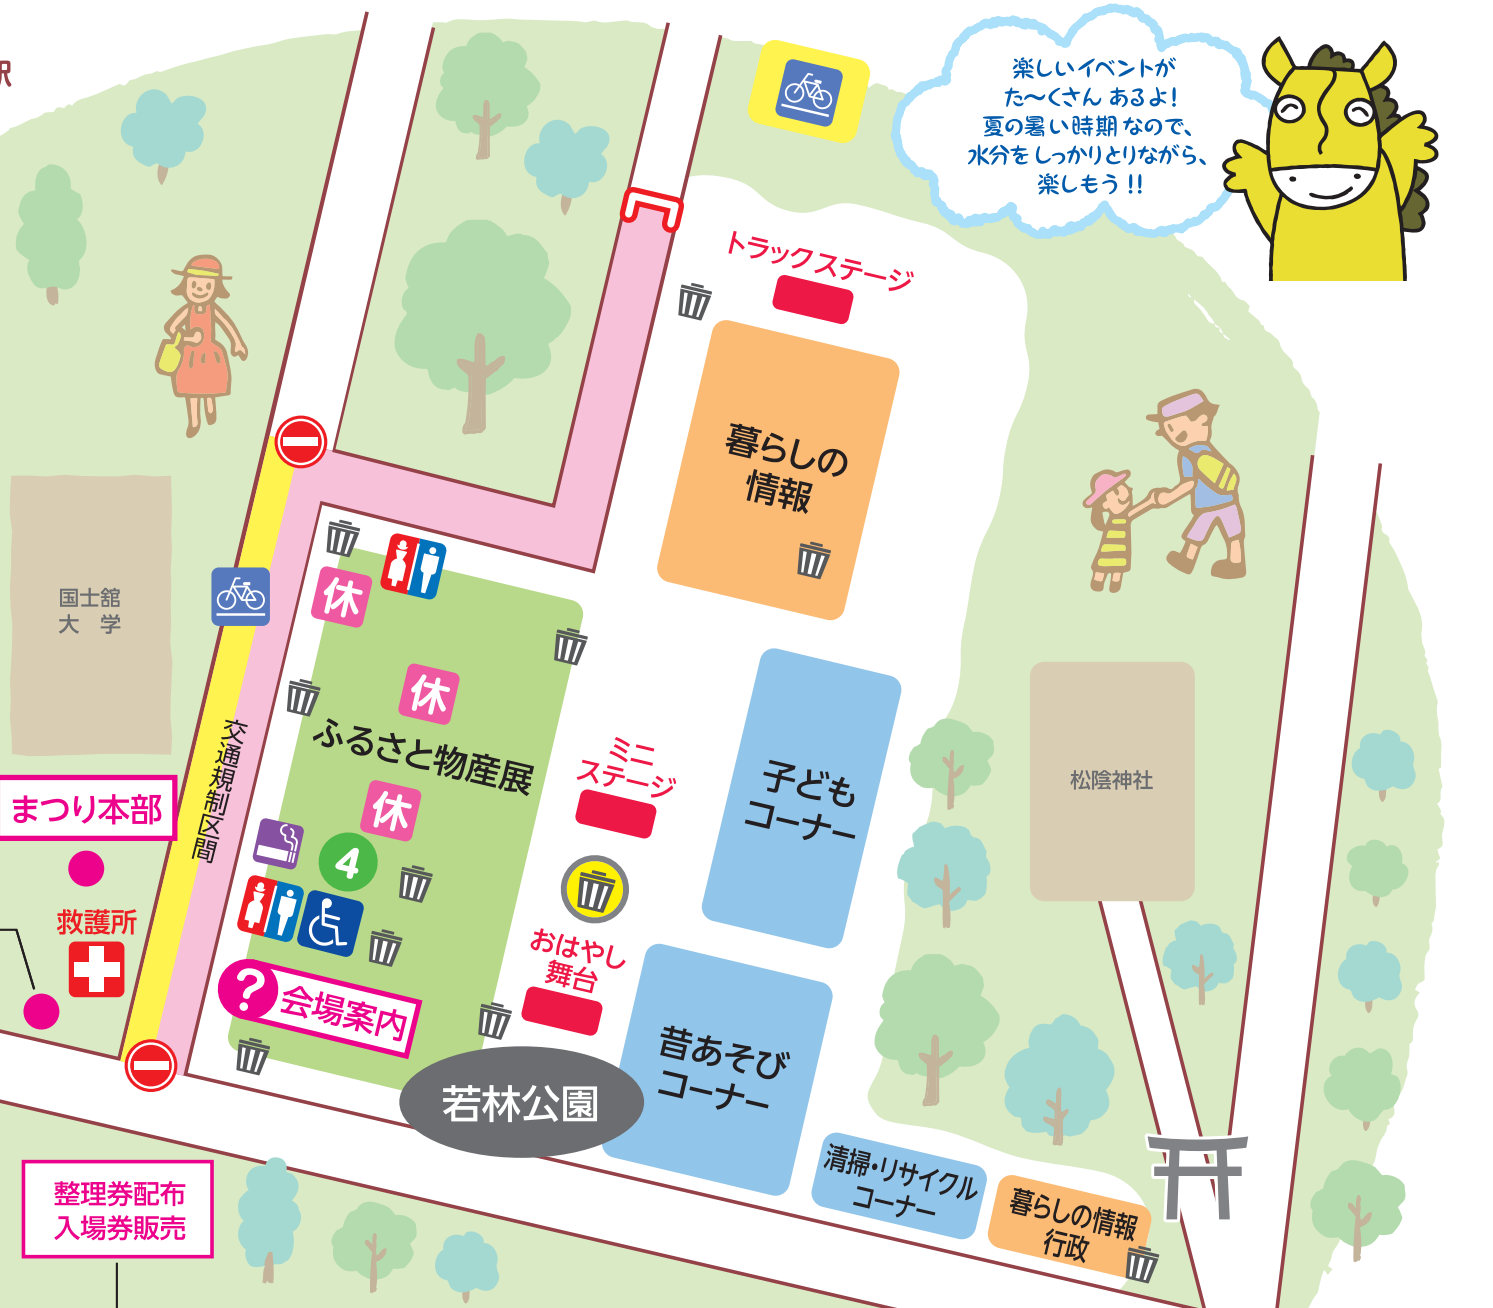 駅
楽しいイベントが
た〜くさん あるよ!
夏の暑い時期なので、
水分をしっかりとりながら、
楽しもう!!
トラックステージ
暮らしの
情報
休
国士舘
大 学
休
ふるさと物産展
交通規制区間
ミニ
ステージ
子ども
コーナー
松陰神社
まつり本部
休
4
救護所
おはやし
舞台
?
会場案内
昔あそび
コーナー
若林公園
清掃・リサイクル
コーナー
整理券配布
入場券販売
暮らしの情報
行政